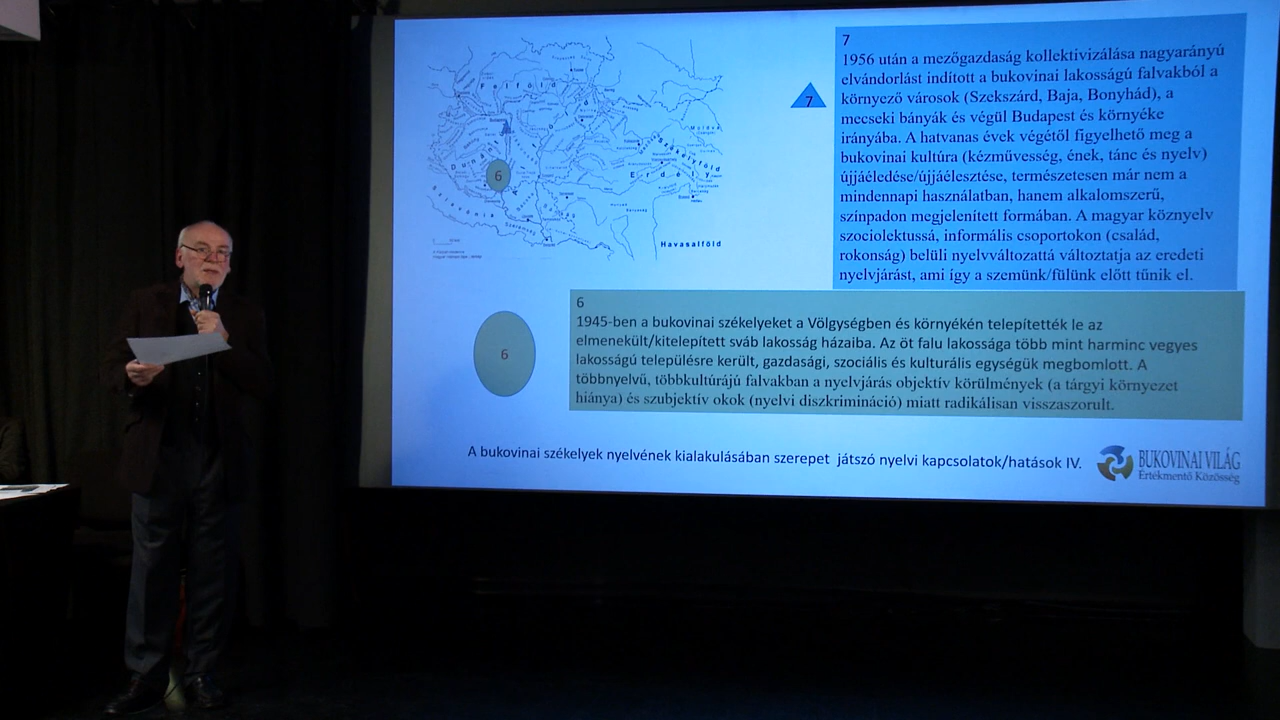 Felföld
Dunántúl
Székelyföld
Erdély
Moldva
Szlavónia
Szerémség
Havasalföld
6
7
7
1956 után a mezőgazdaság kollektivizálása nagyarányú
elvándorlást indított a bukovinai lakosságú falvakból a
környező városok (Szekszárd, Baja, Bonyhád), a
mecseki bányák és végül Budapest és környéke
irányába. A hatvanas évek végétől figyelhető meg a
bukovinai kultúra (kézművesség, ének, tánc és nyelv)
újjáéledése/újjáélesztése, természetesen már nem a
mindennapi használatban, hanem alkalomszerű,
színpadon megjelenített formában. A magyar köznyelv
szociolektussá, informális csoportokon (család,
rokonság) belüli nyelvváltozattá változtatja az eredeti
nyelvjárást, ami így a szemünk/fülünk előtt tűnik el.
6
6
1945-ben a bukovinai székelyeket a Völgységben és környékén telepítették le az
elmenekült/kitelepített sváb lakosság házaiba. Az öt falu lakossága több mint harminc vegyes
lakosságú településre került, gazdasági, szociális és kulturális egységük megbomlott. A
többnyelvű, többkultúrájú falvakban a nyelvjárás objektív körülmények (a tárgyi környezet
hiánya) és szubjektív okok (nyelvi diszkrimináció) miatt radikálisan visszaszorult.
A bukovinai székelyek nyelvének kialakulásában szerepet játszó nyelvi kapcsolatok/hatások IV.
BUKOVINAI VILÁG
Értékmentő Közösség